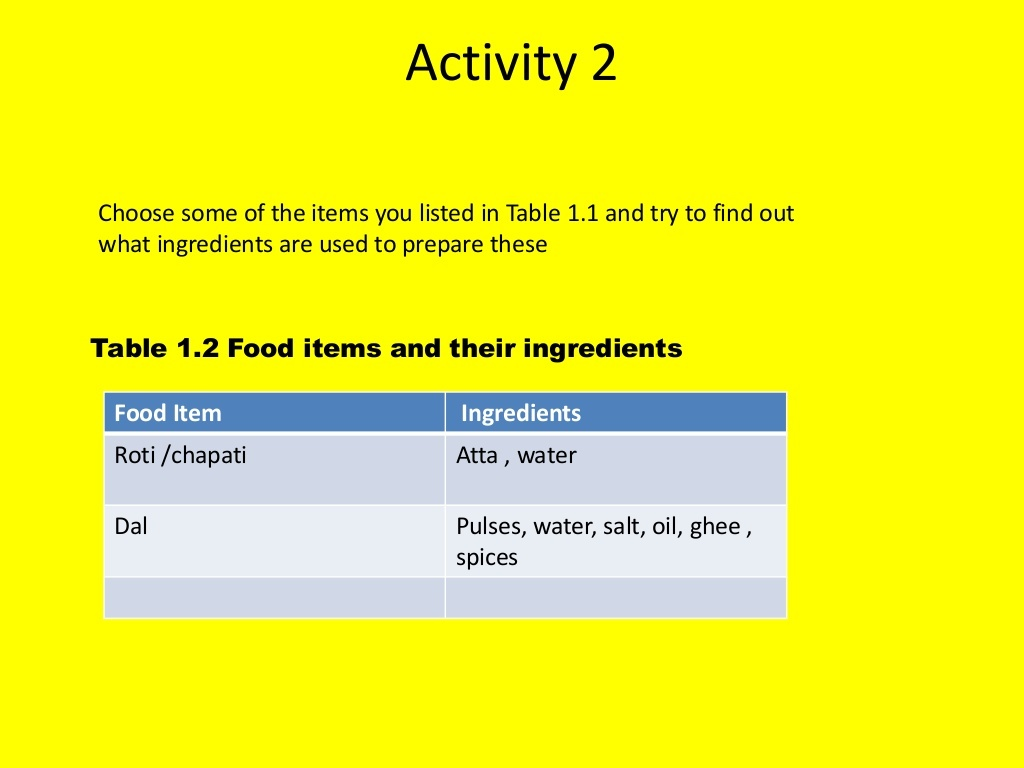 Activity 2
Choose some of the items you listed in Table 1.1 and try to find out
what ingredients are used to prepare these
Table 1.2 Food items and their ingredients
Food Item
Ingredients
Roti /chapati
Atta , water
Dal
Pulses, water, salt, oil, ghee ,
spices